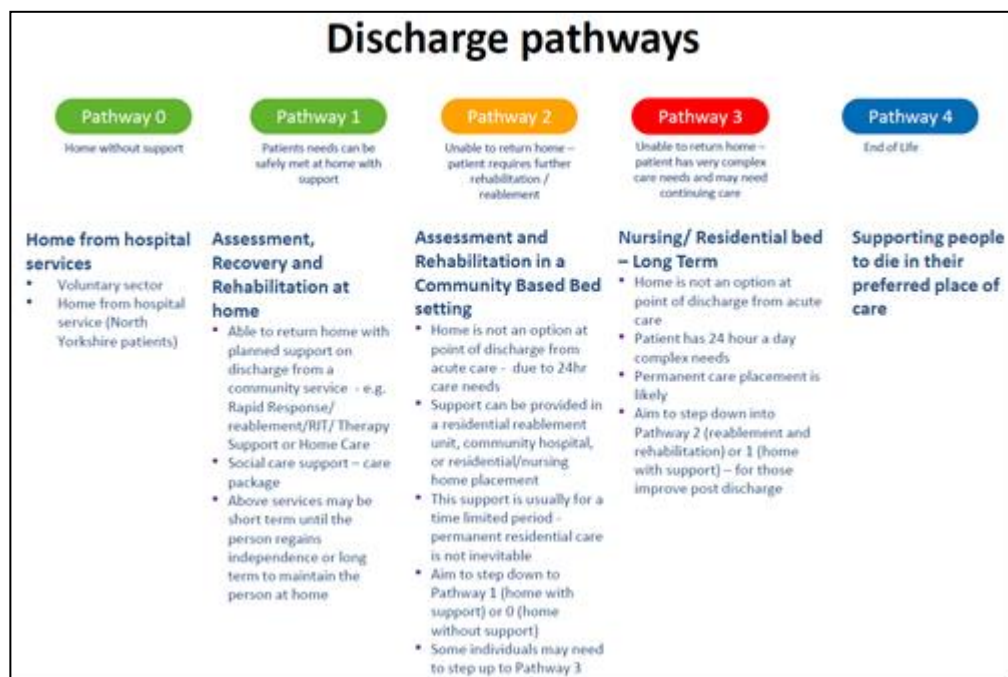 Discharge pathways
Pathway 0
Home without support
Pathway 1
Patients needs can be
safely met at home with
support
Pathway 2
Unable to return home –
patient requires further
rehabilitation /
reablement
Pathway 3
Unable to return home –
patient has very complex
care needs and may need
continuing care
Pathway 4
End of Life
Home from hospital
services
• Voluntary sector
• Home from hospital
service (North
Yorkshire patients)
Assessment,
Recovery and
Rehabilitation at
home
• Able to return home with
planned support on
discharge from a
community service - e.g.
Rapid Response/
reablement/RIT/ Therapy
Support or Home Care
• Social care support – care
package
• Above services may be
short term until the
person regains
independence or long
term to maintain the
person at home
Assessment and
Rehabilitation in a
Community Based Bed
setting
• Home is not an option at
point of discharge from
acute care - due to 24hr
care needs
• Support can be provided in
a residential reablement
unit, community hospital,
or residential/nursing
home placement
• This support is usually for a
time limited period -
permanent residential care
is not inevitable
• Aim to step down to
Pathway 1 (home with
support) or 0 (home
without support)
• Some individuals may need
to step up to Pathway 3
Nursing/ Residential bed
– Long Term
• Home is not an option at
point of discharge from acute
care
• Patient has 24 hour a day
complex needs
• Permanent care placement is
likely
• Aim to step down into
Pathway 2 (reablement and
rehabilitation) or 1 (home
with support) – for those
improve post discharge
Supporting people
to die in their
preferred place of
care